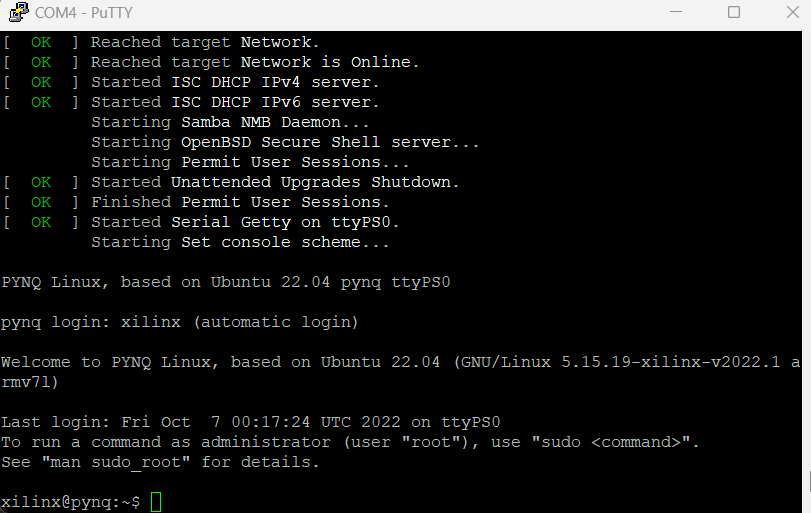 COM4 - PuTTY
[  OK  ] Reached target Network.
[  OK  ] Reached target Network is Online.
[  OK  ] Started ISC DHCP IPv4 server.
[  OK  ] Started ISC DHCP IPv6 server.
         Starting Samba NMB Daemon...
         Starting OpenBSD Secure Shell server...
         Starting Permit User Sessions...
[  OK  ] Started Unattended Upgrades Shutdown.
[  OK  ] Finished Permit User Sessions.
[  OK  ] Started Serial Getty on ttyPS0.
         Starting Set console scheme...
PYNQ Linux, based on Ubuntu 22.04 pynq ttyPS0
pynq login: xilinx (automatic login)
Welcome to PYNQ Linux, based on Ubuntu 22.04 (GNU/Linux 5.15.19-xilinx-v2022.1 a
rmv7l)
Last login: Fri Oct  7 00:17:24 UTC 2022 on ttyPS0
To run a command as administrator (user "root"), use "sudo <command>".
See "man sudo_root" for details.
xilinx@pynq:~$